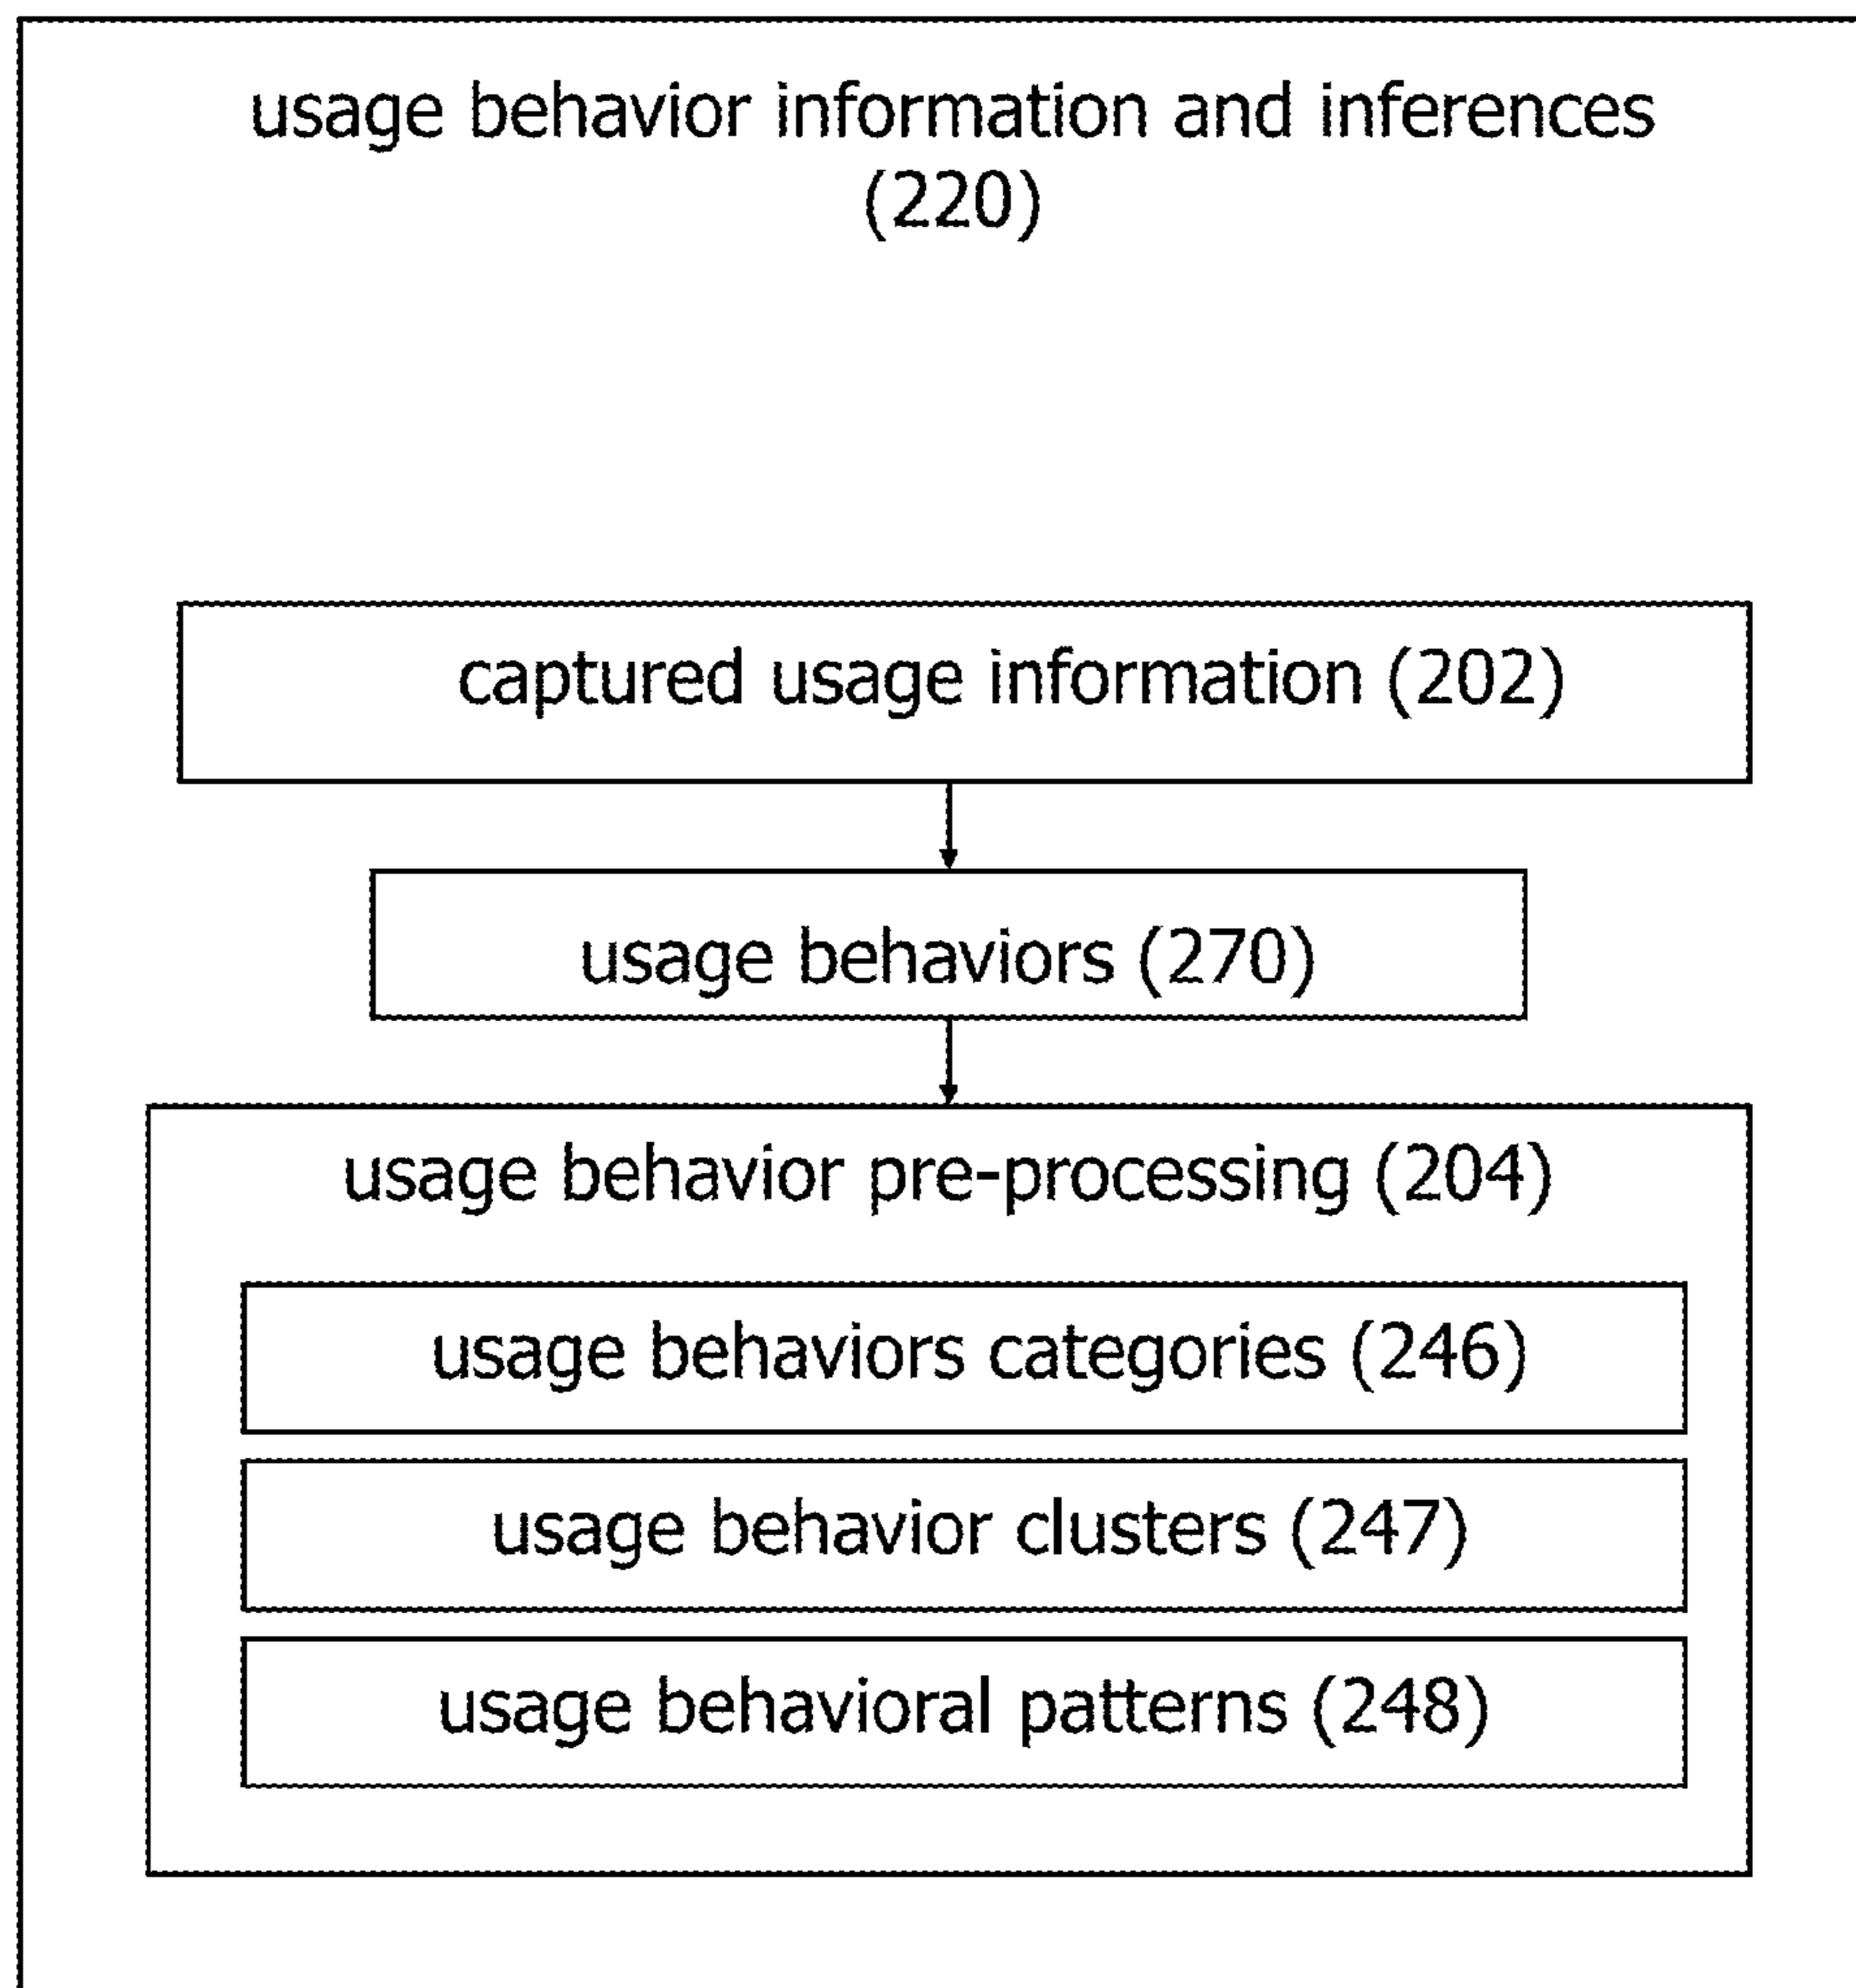 usage behavior information and inferences
(220)
captured usage information (202)
usage behaviors (270)
usage behavior pre-processing (204)
usage behaviors categories (246)
usage behavior clusters (247)
usage behavioral patterns (248)